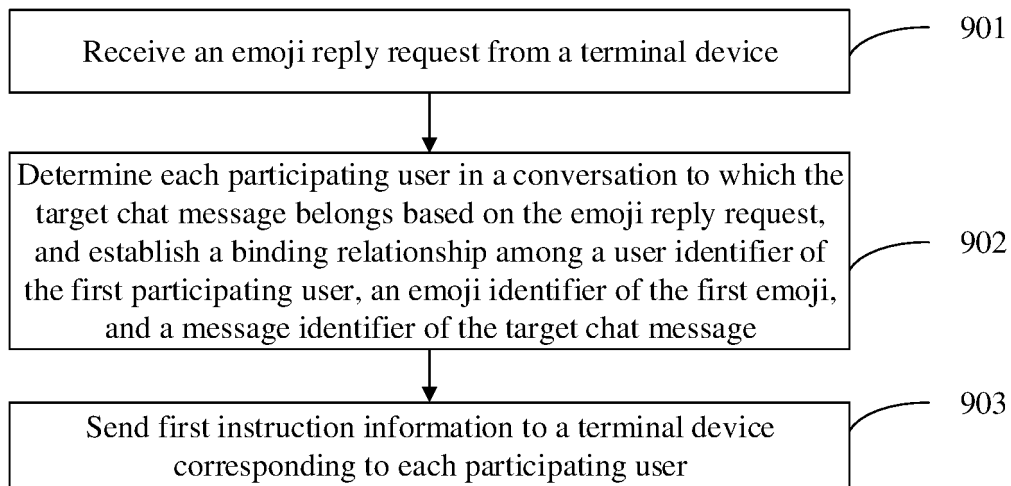 Receive an emoji reply request from a terminal device
901
Determine each participating user in a conversation to which the
target chat message belongs based on the emoji reply request,
and establish a binding relationship among a user identifier of
the first participating user, an emoji identifier of the first emoji,
and a message identifier of the target chat message
902
Send first instruction information to a terminal device
corresponding to each participating user
903